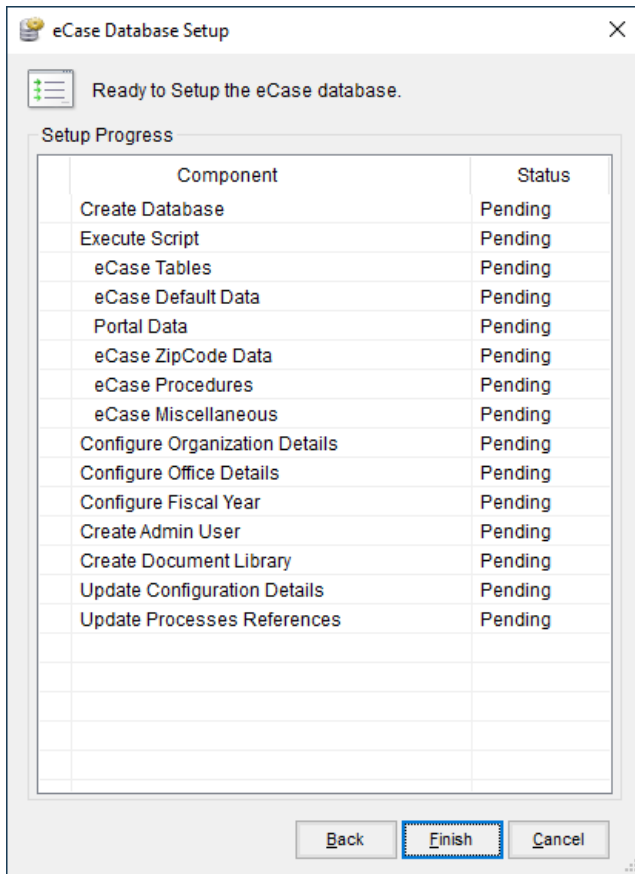 eCase Database Setup
Ready to Setup the eCase database.
Setup Progress
Component Status
Create Database Pending
Execute Script Pending
eCase Tables Pending
eCase Default Data Pending
Portal Data Pending
eCase ZipCode Data Pending
eCase Procedures Pending
eCase Miscellaneous Pending
Configure Organization Details Pending
Configure Office Details Pending
Configure Fiscal Year Pending
Create Admin User Pending
Create Document Library Pending
Update Configuration Details Pending
Update Processes References Pending
Back Finish Cancel